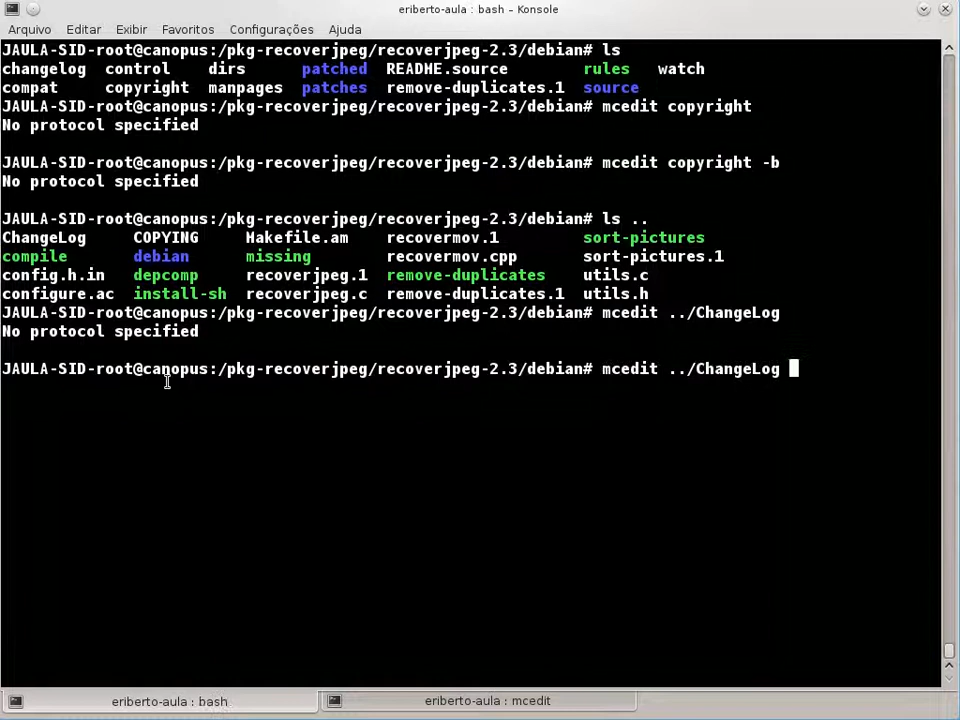 eriberto-aula : bash – Konsole
Arquivo Editar Exibir Favoritos Configurações Ajuda
JAULA-SID-root@canopus:/pkg-recoverjpeg/recoverjpeg-2.3/debian# ls
changelog control dirs patched README.source rules watch
compat copyright manpages patches remove-duplicates.1 source
JAULA-SID-root@canopus:/pkg-recoverjpeg/recoverjpeg-2.3/debian# mcedit copyright
No protocol specified
JAULA-SID-root@canopus:/pkg-recoverjpeg/recoverjpeg-2.3/debian# mcedit copyright -b
No protocol specified
JAULA-SID-root@canopus:/pkg-recoverjpeg/recoverjpeg-2.3/debian# ls ..
ChangeLog COPYING Makefile.am recovermov.1 sort-pictures
compile debian missing recovermov.cpp sort-pictures.1
config.h.in depcomp recoverjpeg.1 remove-duplicates utils.c
configure.ac install-sh recoverjpeg.c remove-duplicates.1 utils.h
JAULA-SID-root@canopus:/pkg-recoverjpeg/recoverjpeg-2.3/debian# mcedit ../ChangeLog
No protocol specified
JAULA-SID-root@canopus:/pkg-recoverjpeg/recoverjpeg-2.3/debian# mcedit ../ChangeLog
eriberto-aula : bash
eriberto-aula : mcedit